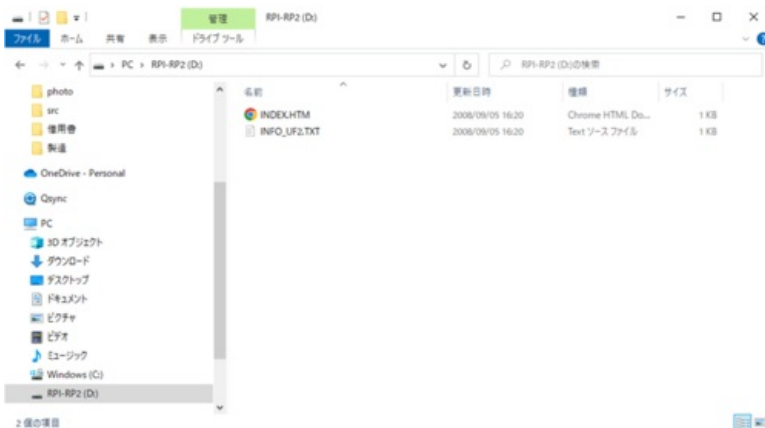 管理
RPI-RP2 (D:)
ファイル ホーム 共有 表示 ドライブ ツール
PC › RPI-RP2 (D:)
RPI-RP2 (D:)の検索
photo
src
借用書
製造
OneDrive - Personal
Qsync
PC
3D オブジェクト
ダウンロード
デスクトップ
ドキュメント
ピクチャ
ビデオ
ミュージック
Windows (C:)
RPI-RP2 (D:)
名前 更新日時 種類 サイズ
INDEX.HTM 2008/09/05 16:20 Chrome HTML Do... 1 KB
INFO_UF2.TXT 2008/09/05 16:20 Text ソース ファイル 1 KB
2 個の項目